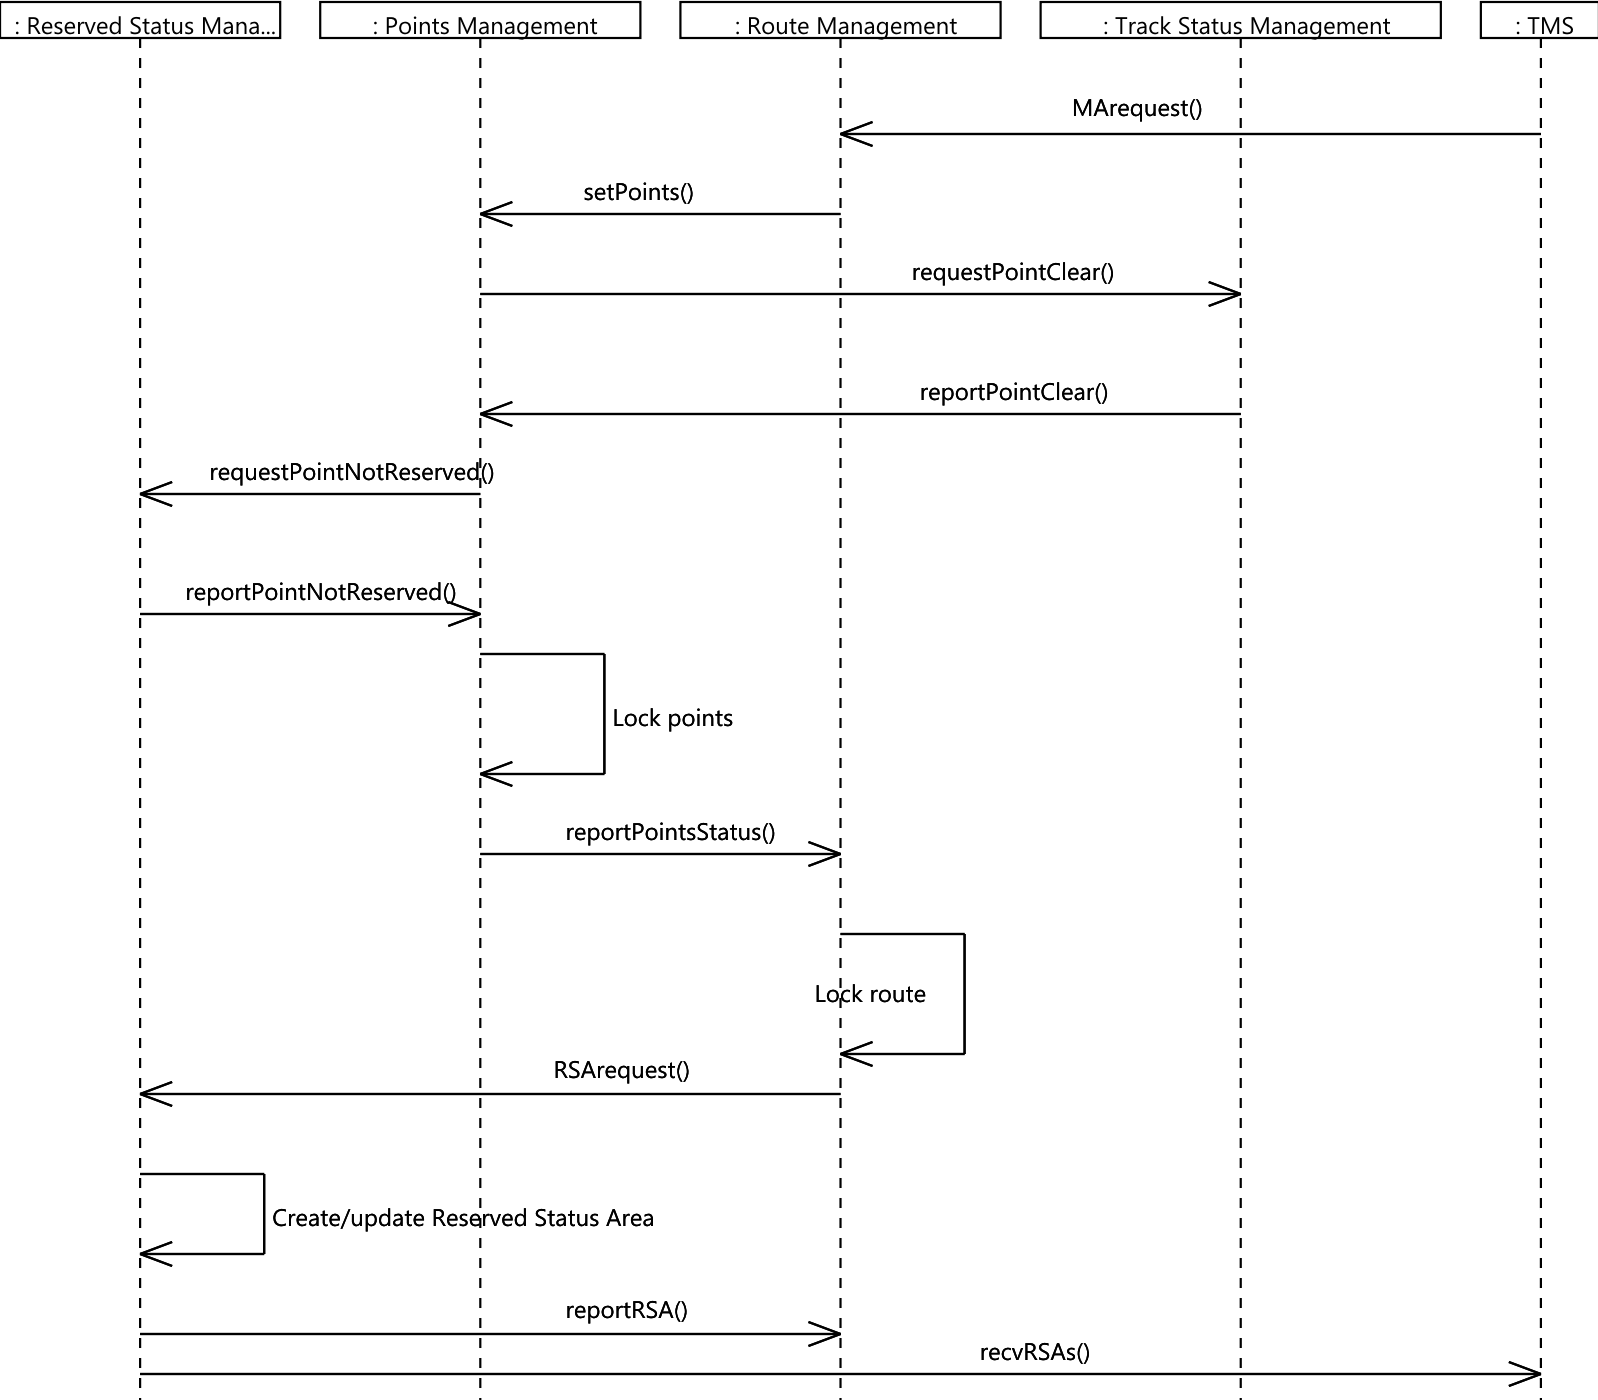 : Reserved Status Mana...
: Points Management
: Route Management
: Track Status Management
: TMS
MArequest()
setPoints()
requestPointClear()
reportPointClear()
requestPointNotReserved()
reportPointNotReserved()
Lock points
reportPointsStatus()
Lock route
RSArequest()
Create/update Reserved Status Area
reportRSA()
recvRSAs()